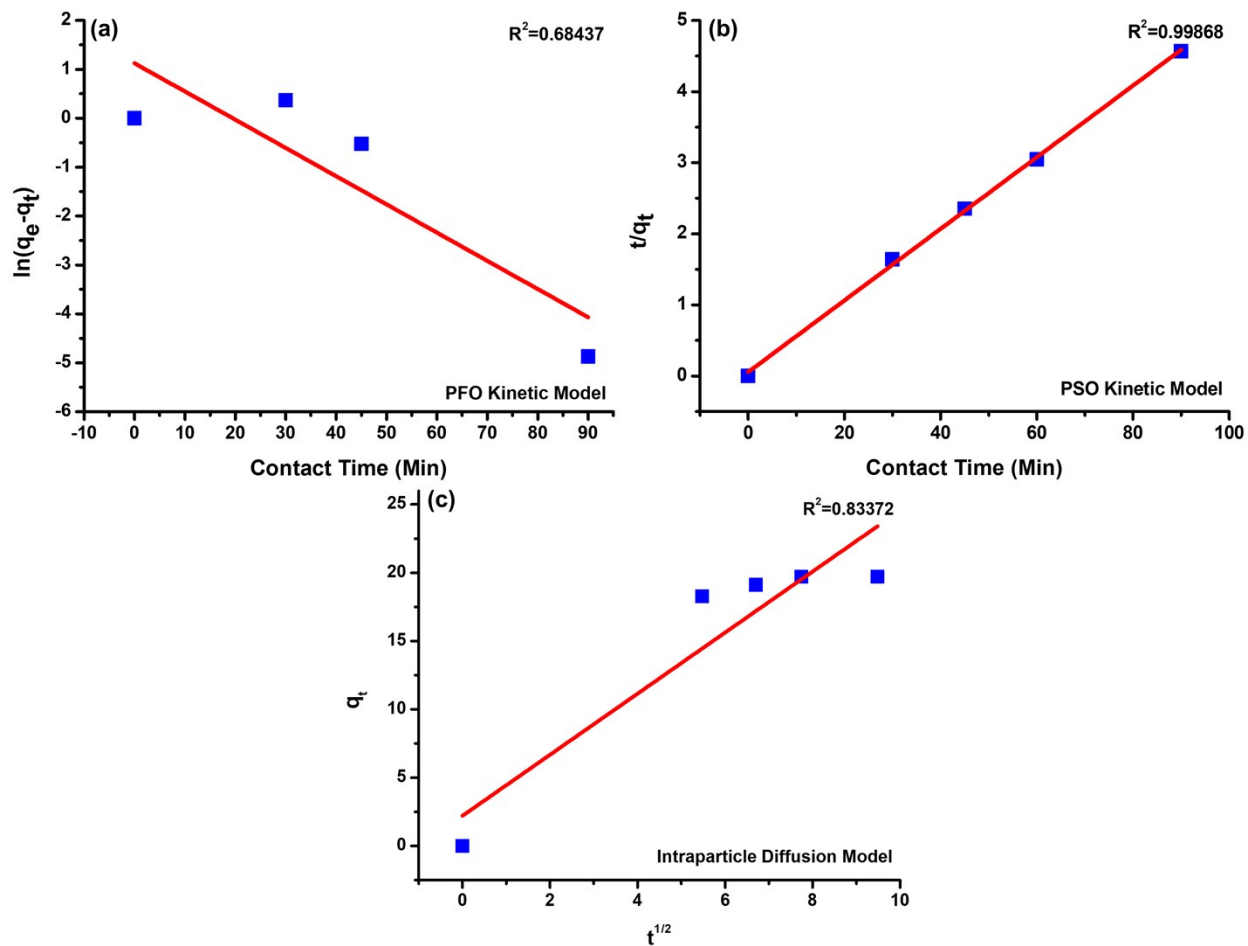 (a)
R²=0.68437
ln(qe-qt)
2
1
0
-1
-2
-3
-4
-5
-6
PFO Kinetic Model
-10 0 10 20 30 40 50 60 70 80 90
Contact Time (Min)
(b)
R²=0.99868
t/qt
5
4
3
2
1
0
PSO Kinetic Model
0 20 40 60 80 100
Contact Time (Min)
(c)
R²=0.83372
qt
25
20
15
10
5
0
Intraparticle Diffusion Model
0 2 4 6 8 10
t1/2